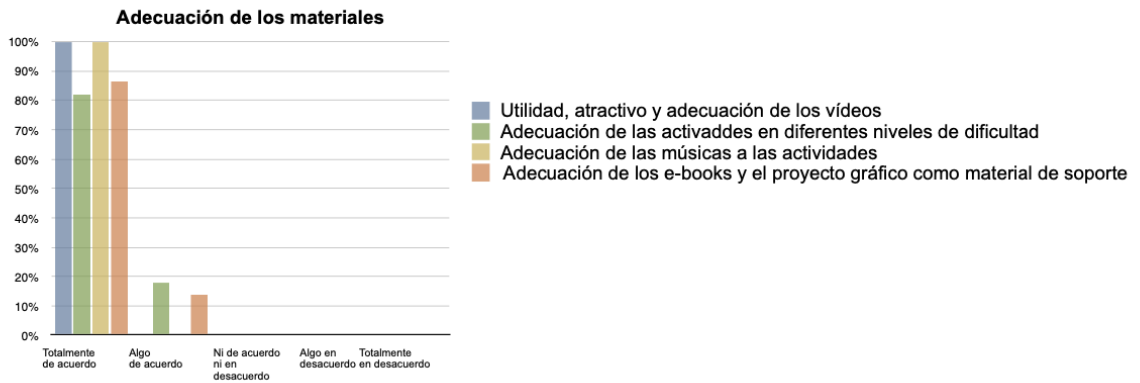 Adecuación de los materiales
100%
90%
80%
70%
60%
50%
40%
30%
20%
10%
0%
Totalmente
de acuerdo
Algo
de acuerdo
Ni de acuerdo
ni en
desacuerdo
Algo en
desacuerdo
Totalmente
en desacuerdo
Utilidad, atractivo y adecuación de los vídeos
Adecuación de las activaddes en diferentes niveles de dificultad
Adecuación de las músicas a las actividades
Adecuación de los e-books y el proyecto gráfico como material de soporte